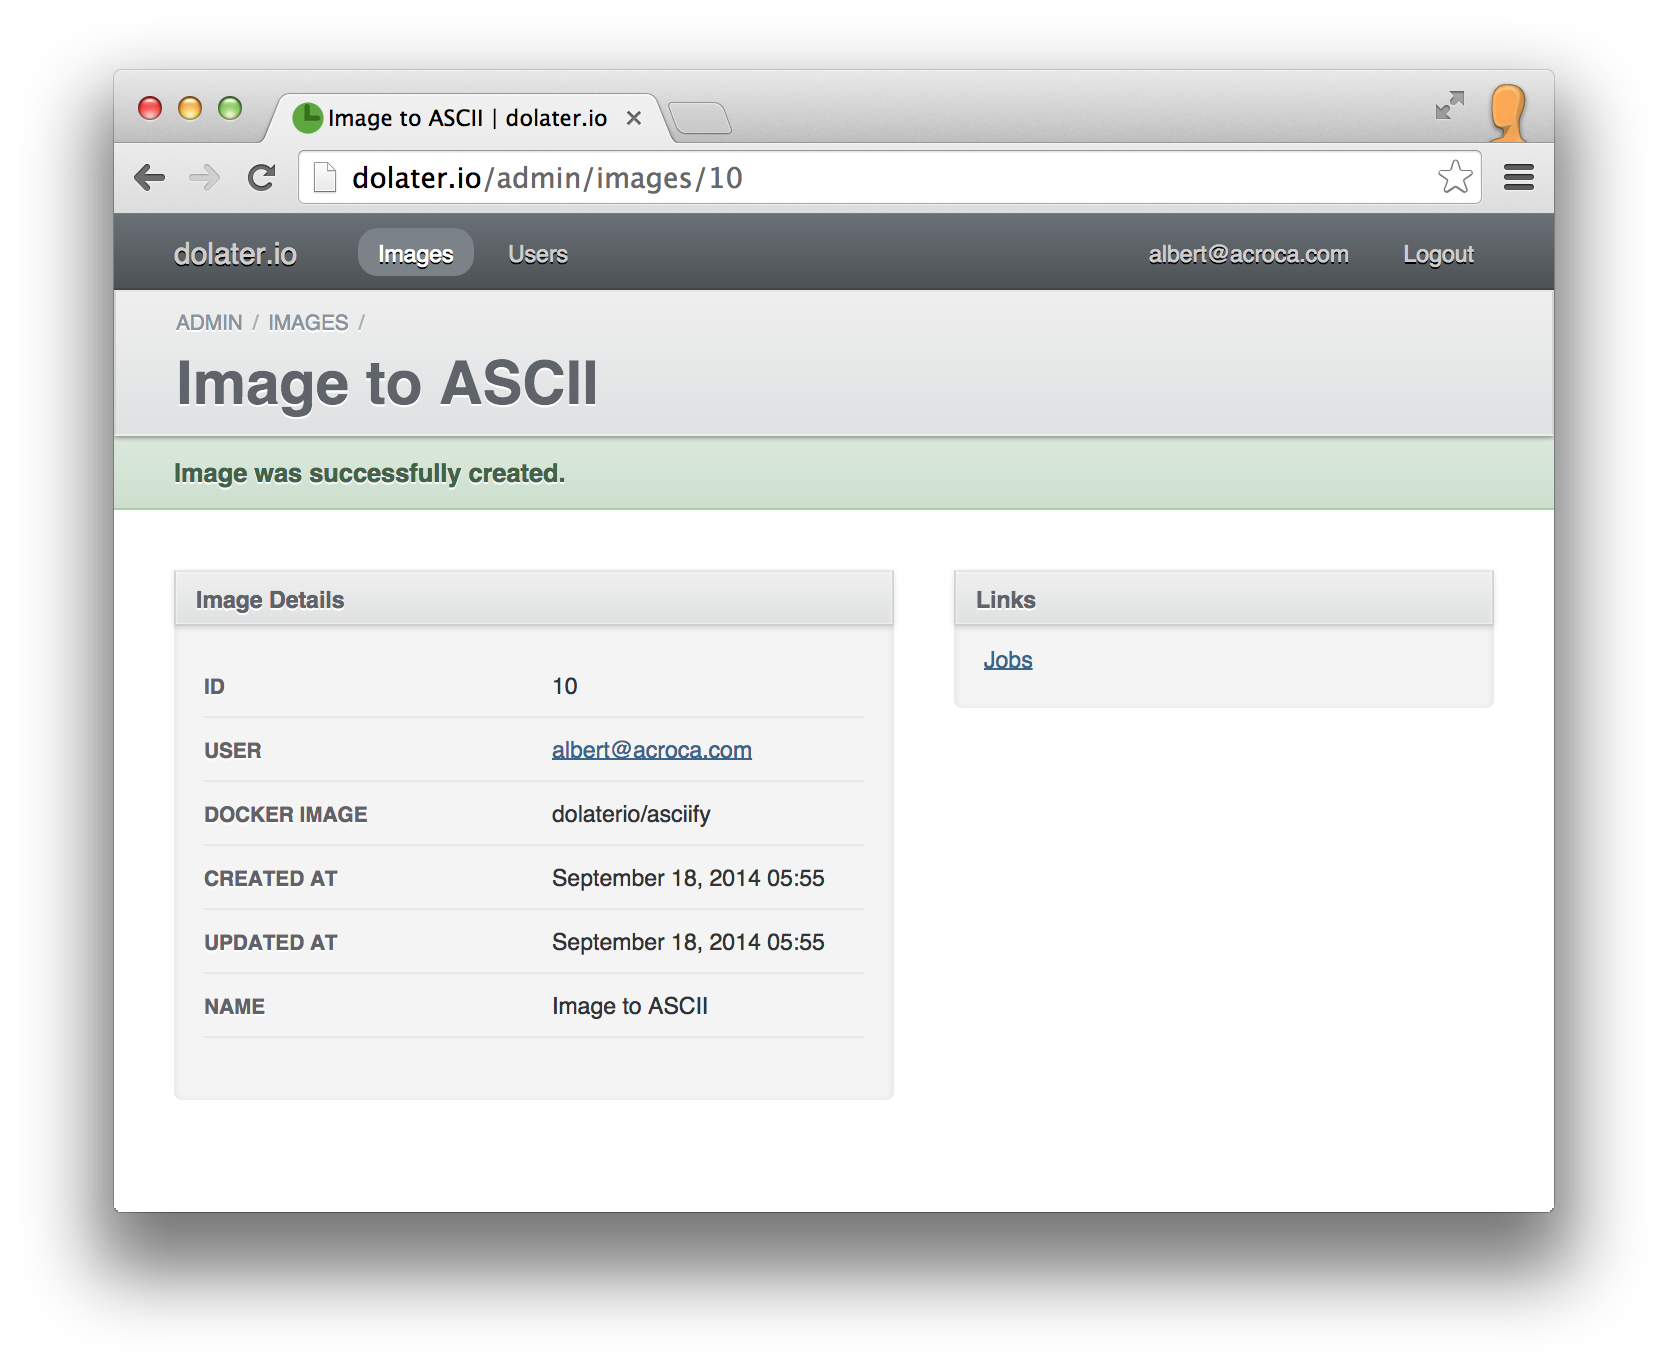 Image to ASCII | dolater.io
dolater.io/admin/images/10
dolater.io Images Users albert@acroca.com Logout
ADMIN / IMAGES /
Image to ASCII
Image was successfully created.
Image Details
ID 10
USER albert@acroca.com
DOCKER IMAGE dolaterio/asciify
CREATED AT September 18, 2014 05:55
UPDATED AT September 18, 2014 05:55
NAME Image to ASCII
Links
Jobs